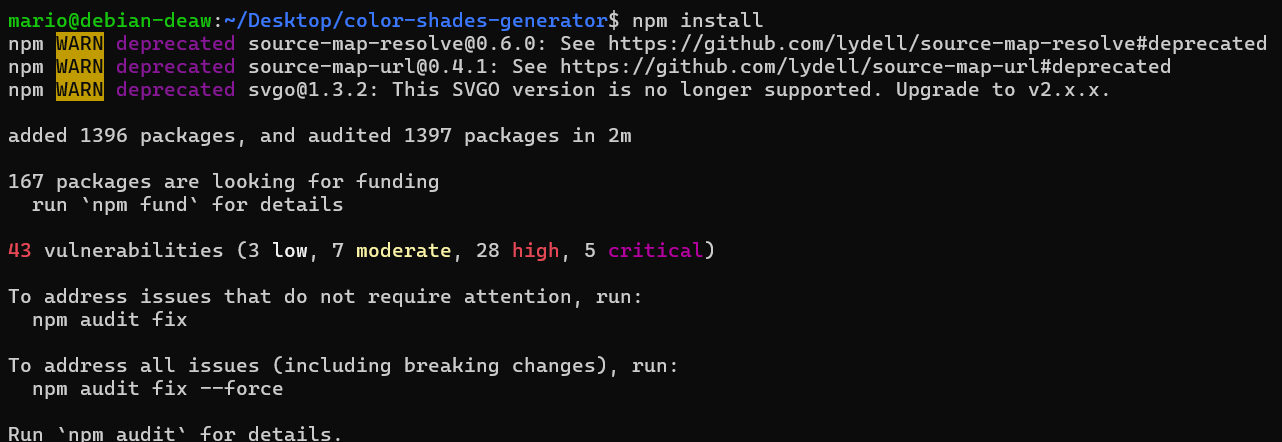 mario@debian-deaw:~/Desktop/color-shades-generator$ npm install
npm WARN deprecated source-map-resolve@0.6.0: See https://github.com/lydell/source-map-resolve#deprecated
npm WARN deprecated source-map-url@0.4.1: See https://github.com/lydell/source-map-url#deprecated
npm WARN deprecated svgo@1.3.2: This SVGO version is no longer supported. Upgrade to v2.x.x.
added 1396 packages, and audited 1397 packages in 2m
167 packages are looking for funding
  run `npm fund` for details
43 vulnerabilities (3 low, 7 moderate, 28 high, 5 critical)
To address issues that do not require attention, run:
  npm audit fix
To address all issues (including breaking changes), run:
  npm audit fix --force
Run `npm audit` for details.